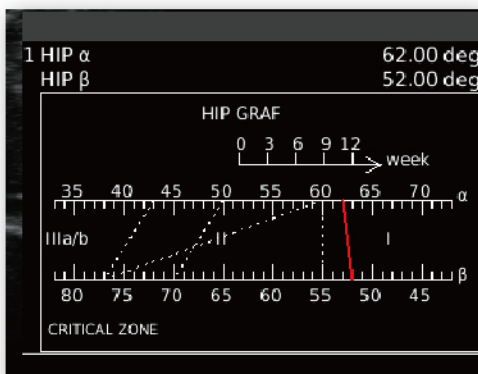 1 HIP α 62.00 deg
HIP β 52.00 deg
HIP GRAF
0 3 6 9 12
week
35 40 45 50 55 60 65 70 α
IIIa/b II I
β
80 75 70 65 60 55 50 45
CRITICAL ZONE